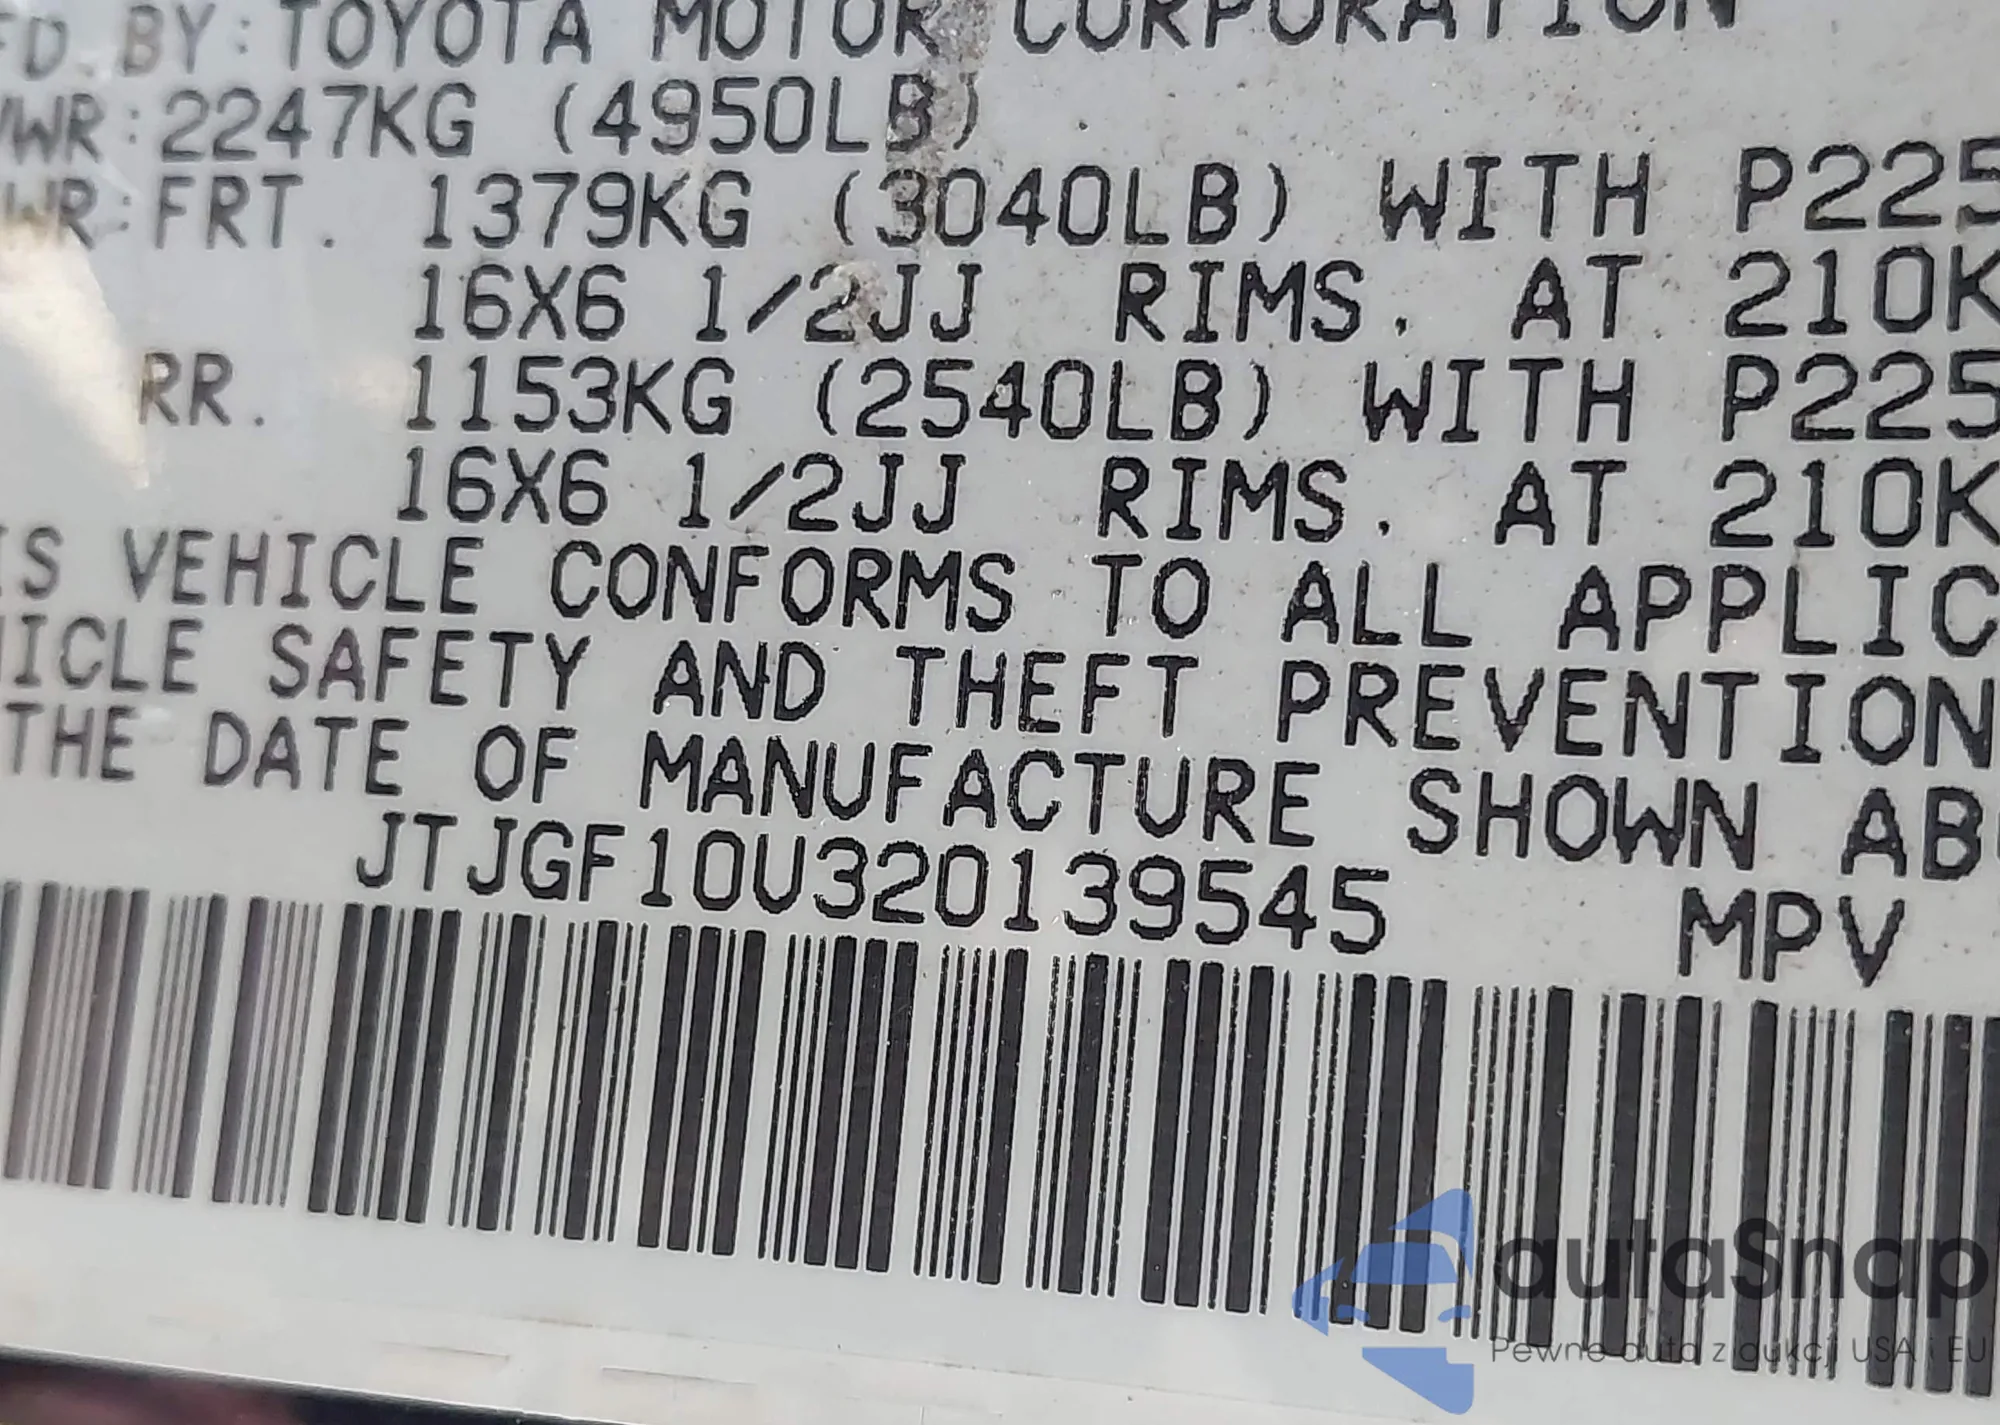 FD. BY: TOYOTA MOTOR CORPORATION
VWR: 2247KG (4950LB)
WR: FRT. 1379KG (3040LB) WITH P225
16X6 1/2JJ RIMS. AT 210K
RR. 1153KG (2540LB) WITH P225
16X6 1/2JJ RIMS. AT 210K
IS VEHICLE CONFORMS TO ALL APPLIC
HICLE SAFETY AND THEFT PREVENTION
THE DATE OF MANUFACTURE SHOWN AB
JTJGF10U320139545 MPV
autaSnap
Pewne auta z aukcji USA i EU